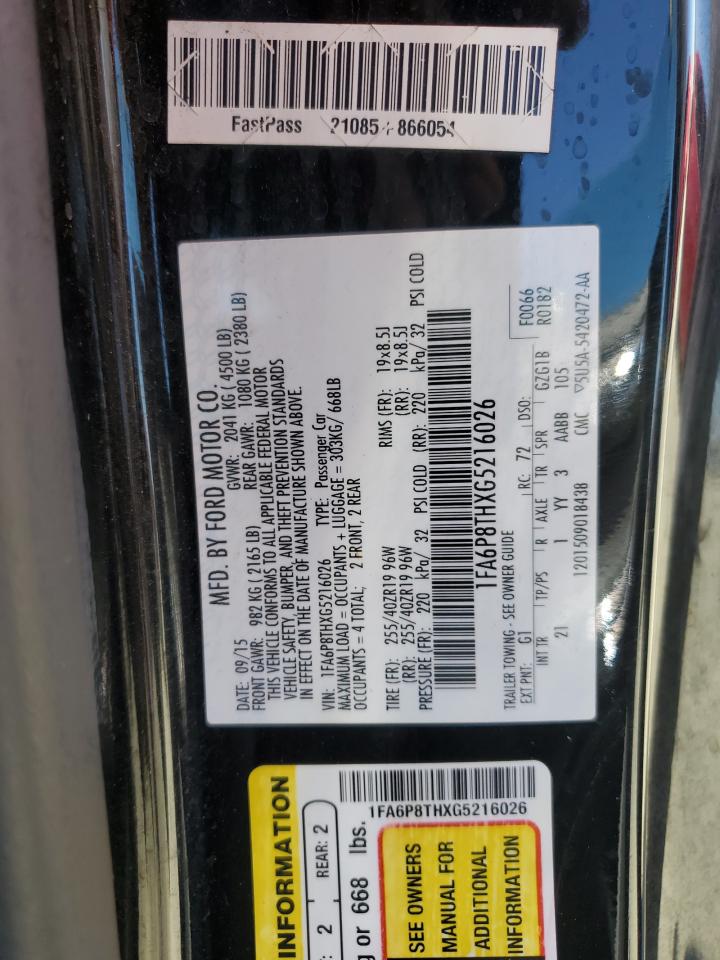 FastPass 21085 - 866054
MFD. BY FORD MOTOR CO.
DATE: 09/15 GVWR: 2041 KG ( 4500 LB)
FRONT GAWR: 982 KG ( 2165 LB) REAR GAWR: 1080 KG ( 2380 LB)
THIS VEHICLE CONFORMS TO ALL APPLICABLE FEDERAL MOTOR
VEHICLE SAFETY, BUMPER, AND THEFT PREVENTION STANDARDS
IN EFFECT ON THE DATE OF MANUFACTURE SHOWN ABOVE.
VIN: 1FA6P8THXG5216026 TYPE: Passenger Car
MAXIMUM LOAD = OCCUPANTS + LUGGAGE = 303KG/ 668LB
OCCUPANTS = 4 TOTAL: 2 FRONT, 2 REAR
TIRE (FR): 255/40ZR19 96W RIMS (FR): 19x8.5J
(RR): 255/40ZR19 96W (RR): 19x8.5J
PRESSURE (FR): 220 kPa/ 32 PSI COLD (RR): 220 kPa/ 32 PSI COLD
1FA6P8THXG5216026
TRAILER TOWING - SEE OWNER GUIDE
EXT PNT: G1 RC: 72 DSO: F0066
R0182
INT TR TP/PS R AXLE TR SPR GZG1B
21 1 YY 3 AABB 105
1201509018438 CMC ▽5U5A-5420472-AA
INFORMATION
: 2 REAR: 2
g or 668 lbs.
1FA6P8THXG5216026
SEE OWNERS
MANUAL FOR
ADDITIONAL
INFORMATION